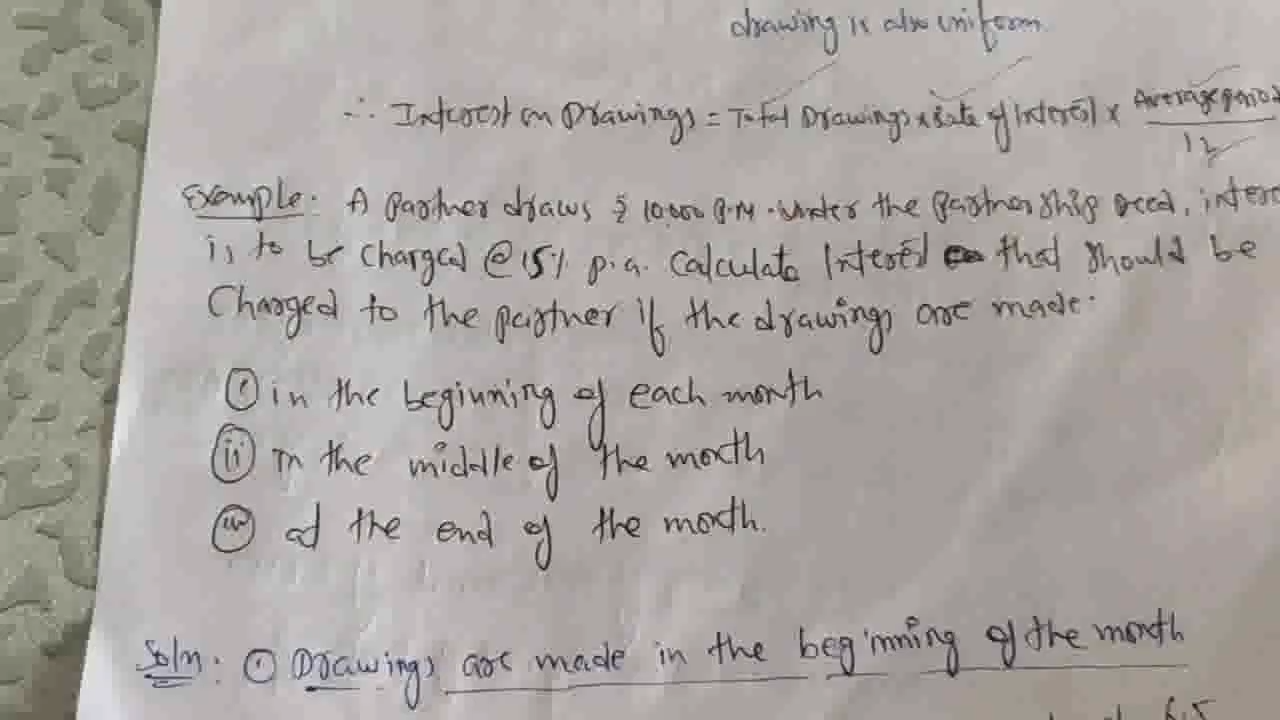 drawing is also uniform
∴ Interest on Drawings = Total Drawings x Rate of Interest x Average period
12
Example: A partner draws ₹ 10,000 P.M. under the partnership deed, interes
is to be charged @ 15% p.a. Calculate Interest that should be
Charged to the partner if the drawings are made:
(i) in the beginning of each month
(ii) in the middle of the month
(iii) at the end of the month.
Soln: (i) Drawings are made in the beginning of the month
6.5